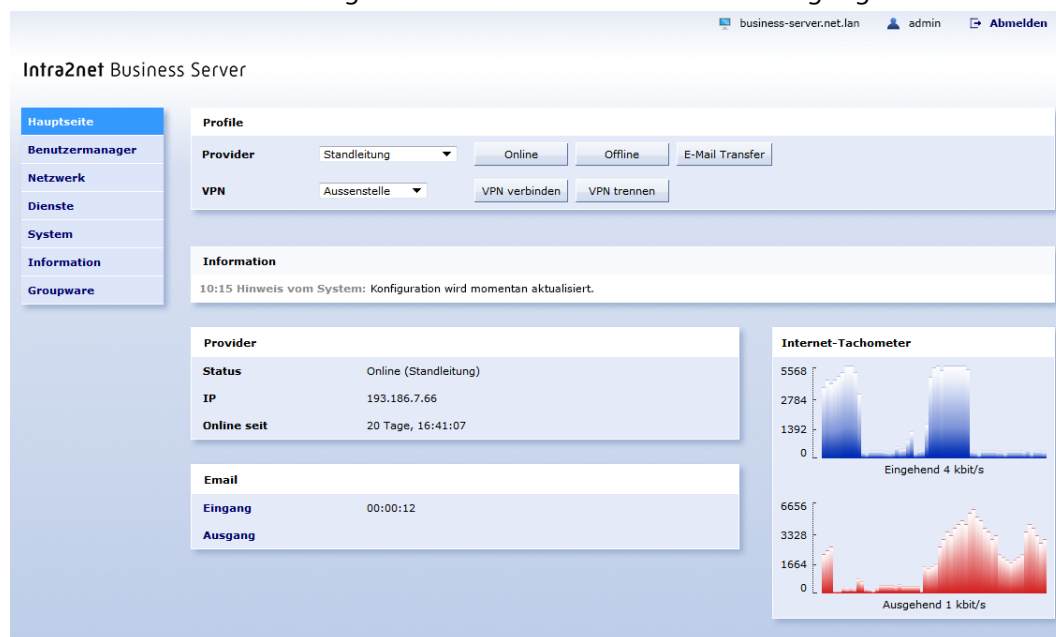 business-server.net.lan admin Abmelden
Intra2net Business Server
Hauptseite
Benutzermanager
Netzwerk
Dienste
System
Information
Groupware
Profile
Provider Standleitung Online Offline E-Mail Transfer
VPN Aussenstelle VPN verbinden VPN trennen
Information
10:15 Hinweis vom System: Konfiguration wird momentan aktualisiert.
Provider
Status Online (Standleitung)
IP 193.186.7.66
Online seit 20 Tage, 16:41:07
Email
Eingang 00:00:12
Ausgang
Internet-Tachometer
5568
2784
1392
0
Eingehend 4 kbit/s
6656
3328
1664
0
Ausgehend 1 kbit/s